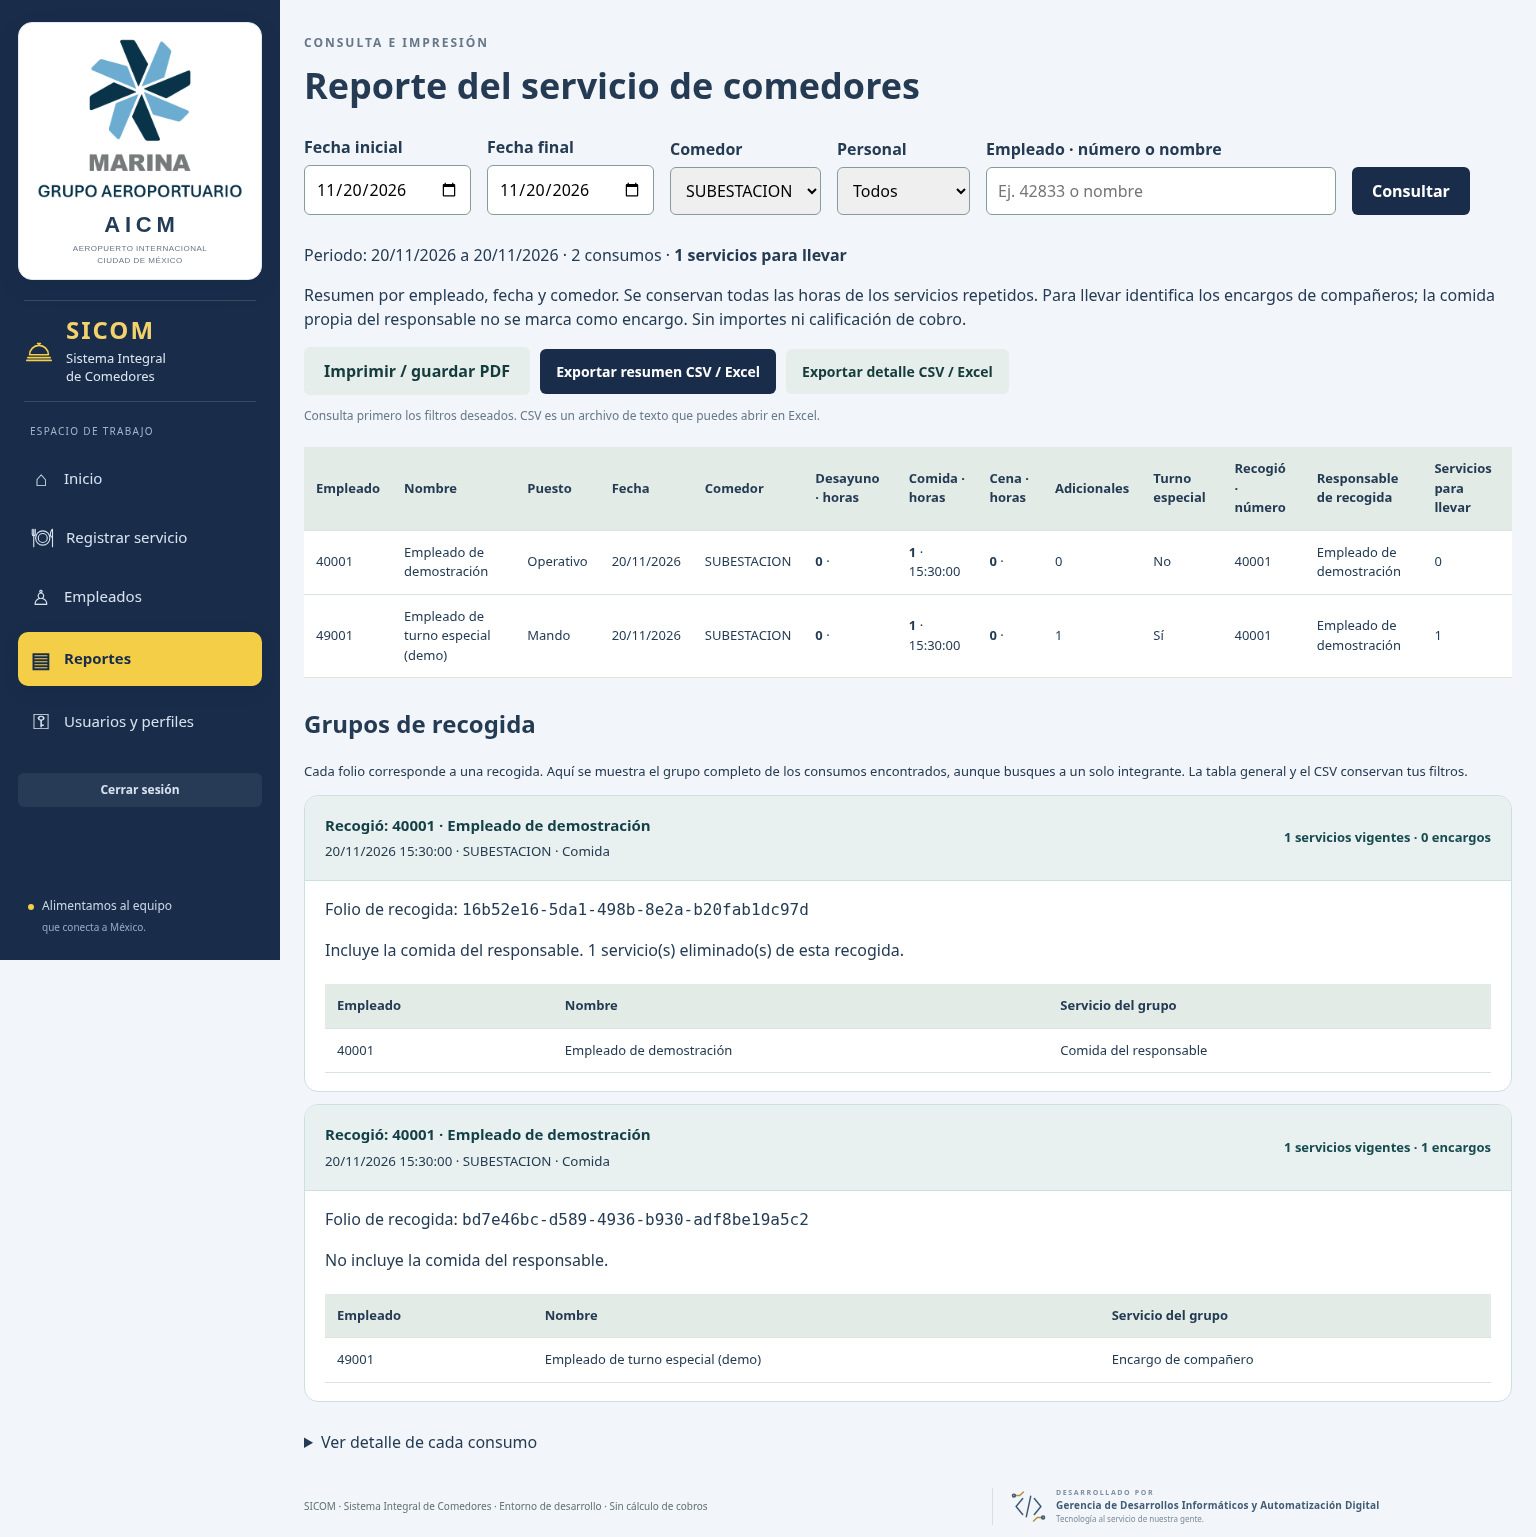 MARINA
GRUPO AEROPORTUARIO
AICM
AEROPUERTO INTERNACIONAL
CIUDAD DE MÉXICO
SICOM
Sistema Integral
de Comedores
ESPACIO DE TRABAJO
Inicio
Registrar servicio
Empleados
Reportes
Usuarios y perfiles
Cerrar sesión
Alimentamos al equipo
que conecta a México.
CONSULTA E IMPRESIÓN
Reporte del servicio de comedores
Fecha inicial Fecha final Comedor Personal Empleado · número o nombre
11/20/2026 11/20/2026 SUBESTACION Todos Ej. 42833 o nombre Consultar
Periodo: 20/11/2026 a 20/11/2026 · 2 consumos · 1 servicios para llevar
Resumen por empleado, fecha y comedor. Se conservan todas las horas de los servicios repetidos. Para llevar identifica los encargos de compañeros; la comida
propia del responsable no se marca como encargo. Sin importes ni calificación de cobro.
Imprimir / guardar PDF Exportar resumen CSV / Excel Exportar detalle CSV / Excel
Consulta primero los filtros deseados. CSV es un archivo de texto que puedes abrir en Excel.
Empleado Nombre Puesto Fecha Comedor Desayuno · horas Comida · horas Cena · horas Adicionales Turno especial Recogió · número Responsable de recogida Servicios para llevar
40001 Empleado de demostración Operativo 20/11/2026 SUBESTACION 0 · 1 · 15:30:00 0 · 0 No 40001 Empleado de demostración 0
49001 Empleado de turno especial (demo) Mando 20/11/2026 SUBESTACION 0 · 1 · 15:30:00 0 · 1 Sí 40001 Empleado de demostración 1
Grupos de recogida
Cada folio corresponde a una recogida. Aquí se muestra el grupo completo de los consumos encontrados, aunque busques a un solo integrante. La tabla general y el CSV conservan tus filtros.
Recogió: 40001 · Empleado de demostración
20/11/2026 15:30:00 · SUBESTACION · Comida
1 servicios vigentes · 0 encargos
Folio de recogida: 16b52e16-5da1-498b-8e2a-b20fab1dc97d
Incluye la comida del responsable. 1 servicio(s) eliminado(s) de esta recogida.
Empleado Nombre Servicio del grupo
40001 Empleado de demostración Comida del responsable
Recogió: 40001 · Empleado de demostración
20/11/2026 15:30:00 · SUBESTACION · Comida
1 servicios vigentes · 1 encargos
Folio de recogida: bd7e46bc-d589-4936-b930-adf8be19a5c2
No incluye la comida del responsable.
Empleado Nombre Servicio del grupo
49001 Empleado de turno especial (demo) Encargo de compañero
Ver detalle de cada consumo
SICOM · Sistema Integral de Comedores · Entorno de desarrollo · Sin cálculo de cobros
DESARROLLADO POR
Gerencia de Desarrollos Informáticos y Automatización Digital
Tecnología al servicio de nuestra gente.